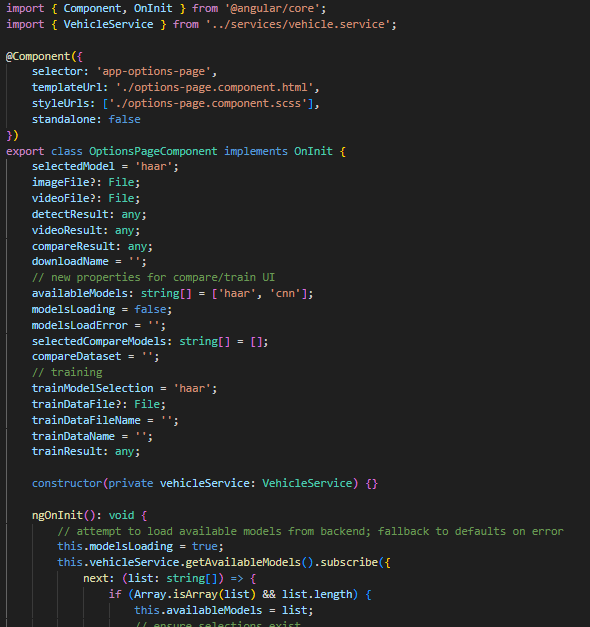 import { Component, OnInit } from '@angular/core';
import { VehicleService } from '../services/vehicle.service';

@Component({
    selector: 'app-options-page',
    templateUrl: './options-page.component.html',
    styleUrls: ['./options-page.component.scss'],
    standalone: false
})
export class OptionsPageComponent implements OnInit {
    selectedModel = 'haar';
    imageFile?: File;
    videoFile?: File;
    detectResult: any;
    videoResult: any;
    compareResult: any;
    downloadName = '';
    // new properties for compare/train UI
    availableModels: string[] = ['haar', 'cnn'];
    modelsLoading = false;
    modelsLoadError = '';
    selectedCompareModels: string[] = [];
    compareDataset = '';
    // training
    trainModelSelection = 'haar';
    trainDataFile?: File;
    trainDataFileName = '';
    trainDataName = '';
    trainResult: any;

    constructor(private vehicleService: VehicleService) {}

    ngOnInit(): void {
        // attempt to load available models from backend; fallback to defaults on error
        this.modelsLoading = true;
        this.vehicleService.getAvailableModels().subscribe({
            next: (list: string[]) => {
                if (Array.isArray(list) && list.length) {
                    this.availableModels = list;
                    // ensure selections exist